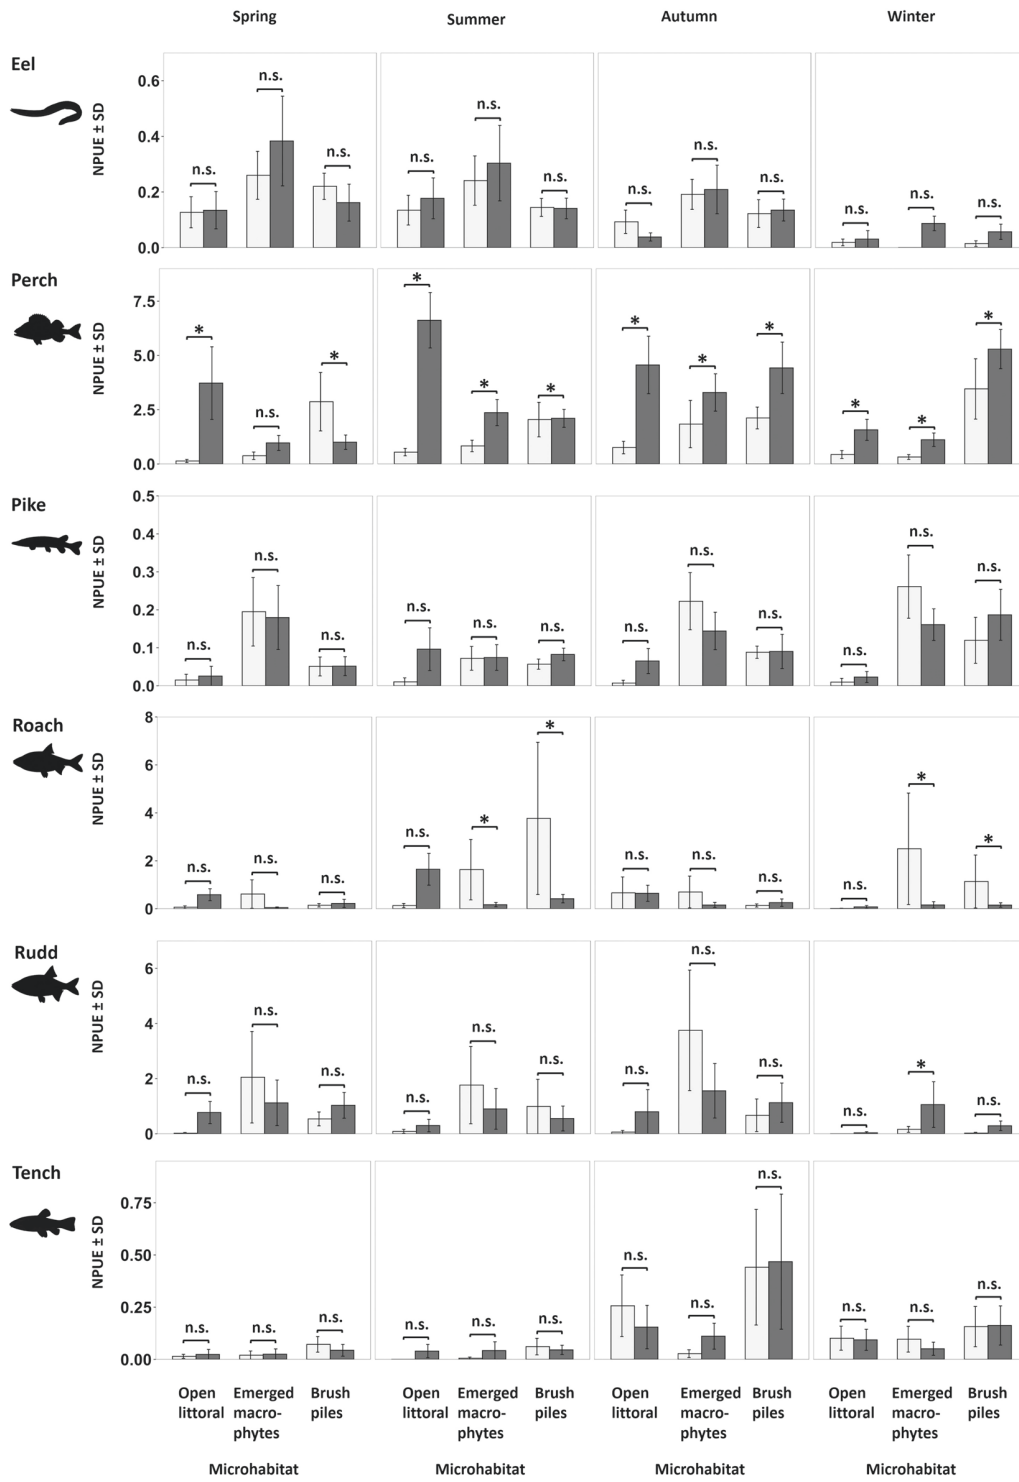 Spring Summer Autumn Winter
Eel
NPUE ± SD
0.6
0.4
0.2
0.0
n.s. n.s. n.s. n.s. n.s. n.s. n.s. n.s. n.s. n.s. n.s. n.s.
Perch
NPUE ± SD
7.5
5.0
2.5
0.0
* n.s. * * * * * * * * * *
Pike
NPUE ± SD
0.5
0.4
0.3
0.2
0.1
0.0
n.s. n.s. n.s. n.s. n.s. n.s. n.s. n.s. n.s. n.s. n.s. n.s.
Roach
NPUE ± SD
8
6
4
2
0
n.s. n.s. n.s. n.s. * * n.s. n.s. n.s. n.s. * *
Rudd
NPUE ± SD
6
4
2
0
n.s. n.s. n.s. n.s. n.s. n.s. n.s. n.s. n.s. n.s. * n.s.
Tench
NPUE ± SD
0.75
0.50
0.25
0.00
n.s. n.s. n.s. n.s. n.s. n.s. n.s. n.s. n.s. n.s. n.s. n.s.
Open Emerged Brush Open Emerged Brush Open Emerged Brush Open Emerged Brush
littoral macro- piles littoral macro- piles littoral macro- piles littoral macro- piles
phytes phytes phytes phytes
Microhabitat Microhabitat Microhabitat Microhabitat